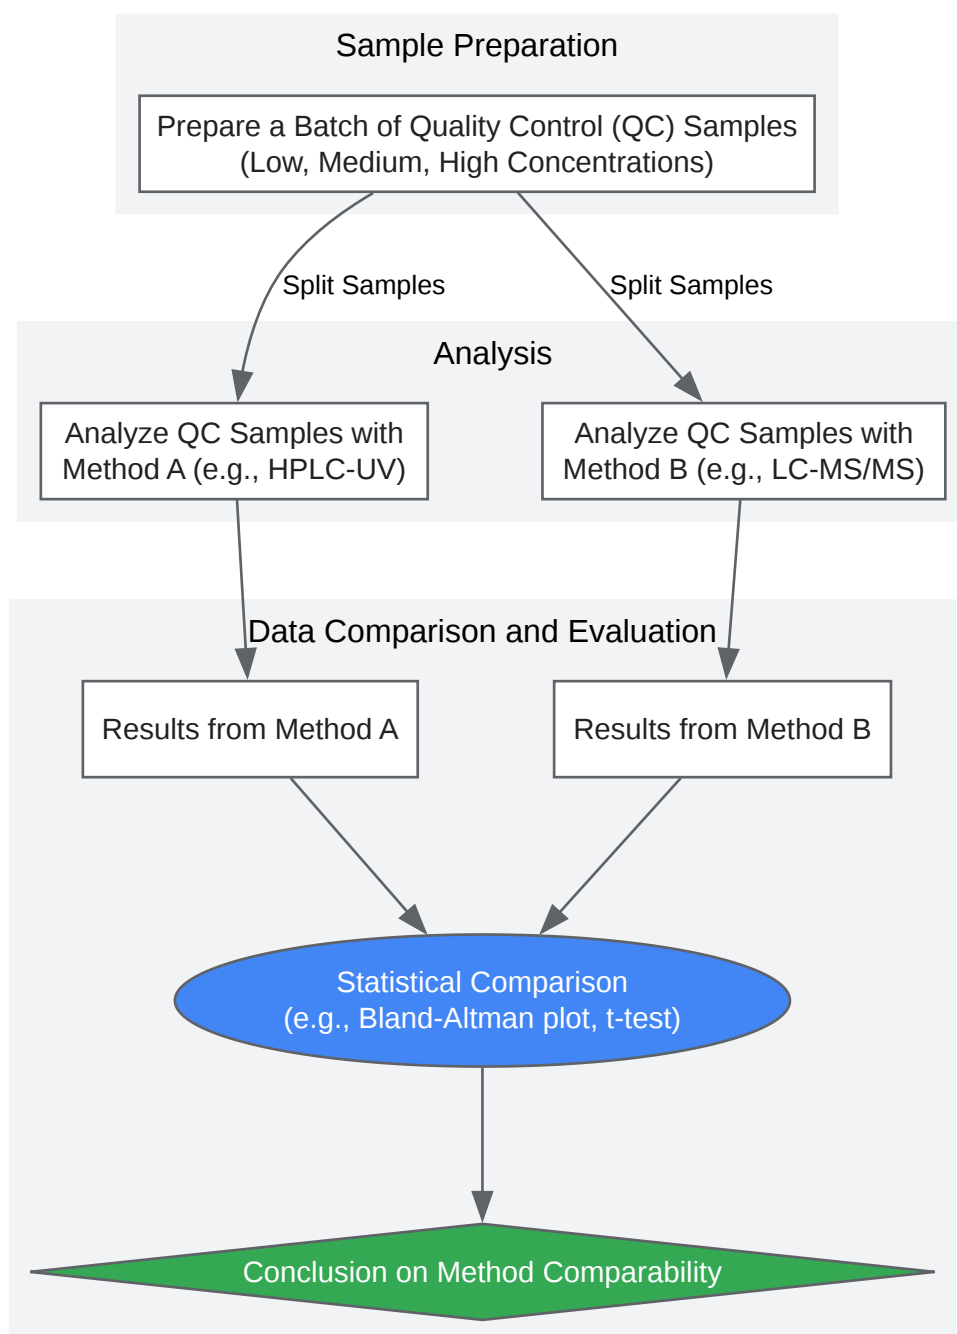 Sample Preparation
Prepare a Batch of Quality Control (QC) Samples
(Low, Medium, High Concentrations)
Split Samples
Split Samples
Analysis
Analyze QC Samples with
Method A (e.g., HPLC-UV)
Analyze QC Samples with
Method B (e.g., LC-MS/MS)
Data Comparison and Evaluation
Results from Method A
Results from Method B
Statistical Comparison
(e.g., Bland-Altman plot, t-test)
Conclusion on Method Comparability